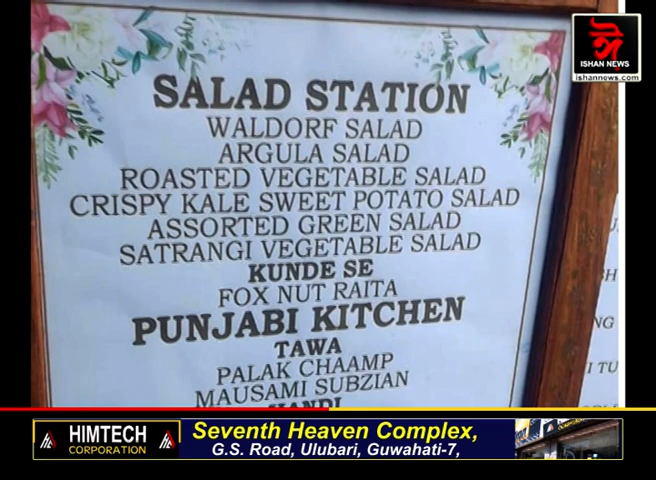 ISHAN NEWS
ishannews.com
SALAD STATION
WALDORF SALAD
ARGULA SALAD
ROASTED VEGETABLE SALAD
CRISPY KALE SWEET POTATO SALAD
ASSORTED GREEN SALAD
SATRANGI VEGETABLE SALAD
KUNDE SE
FOX NUT RAITA
PUNJABI KITCHEN
TAWA
PALAK CHAAMP
MAUSAMI SUBZIAN
HANDI
HIMTECH
CORPORATION
Seventh Heaven Complex,
G.S. Road, Ulubari, Guwahati-7,